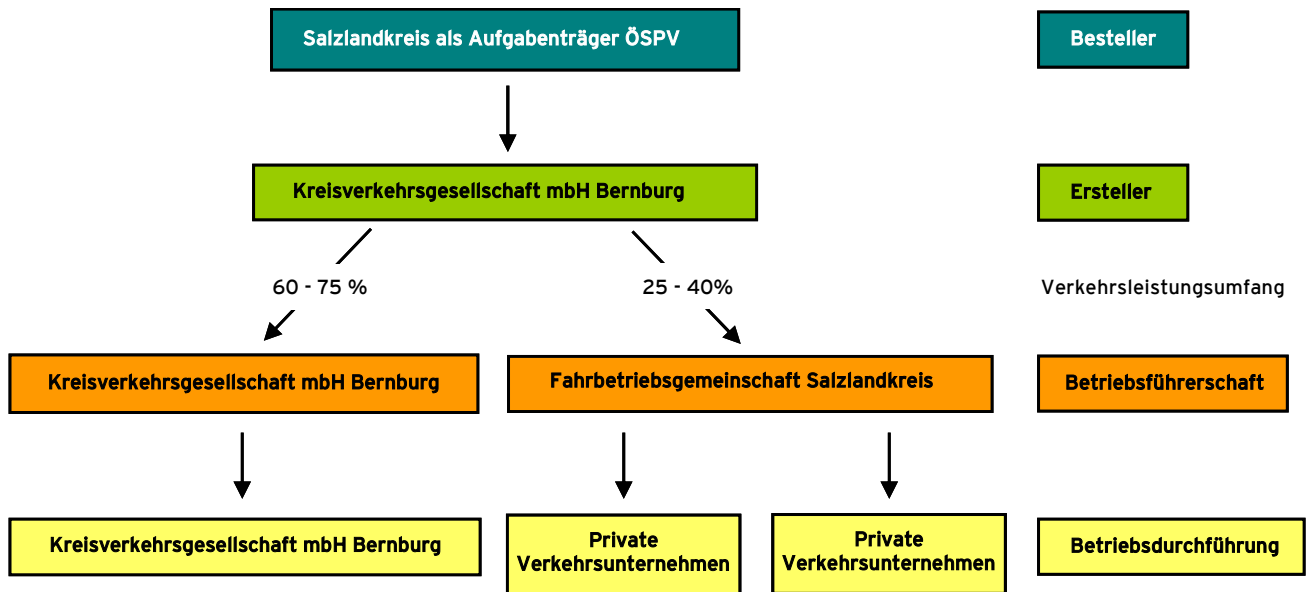 Salzlandkreis als Aufgabenträger ÖSPV
Besteller
Kreisverkehrsgesellschaft mbH Bernburg
Ersteller
60 - 75 %
25 - 40%
Verkehrsleistungsumfang
Kreisverkehrsgesellschaft mbH Bernburg
Fahrbetriebsgemeinschaft Salzlandkreis
Betriebsführerschaft
Kreisverkehrsgesellschaft mbH Bernburg
Private
Verkehrsunternehmen
Private
Verkehrsunternehmen
Betriebsdurchführung